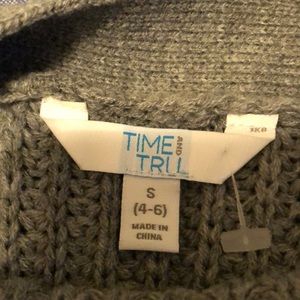 TIME
AND
TRU
S
(4-6)
MADE IN
CHINA